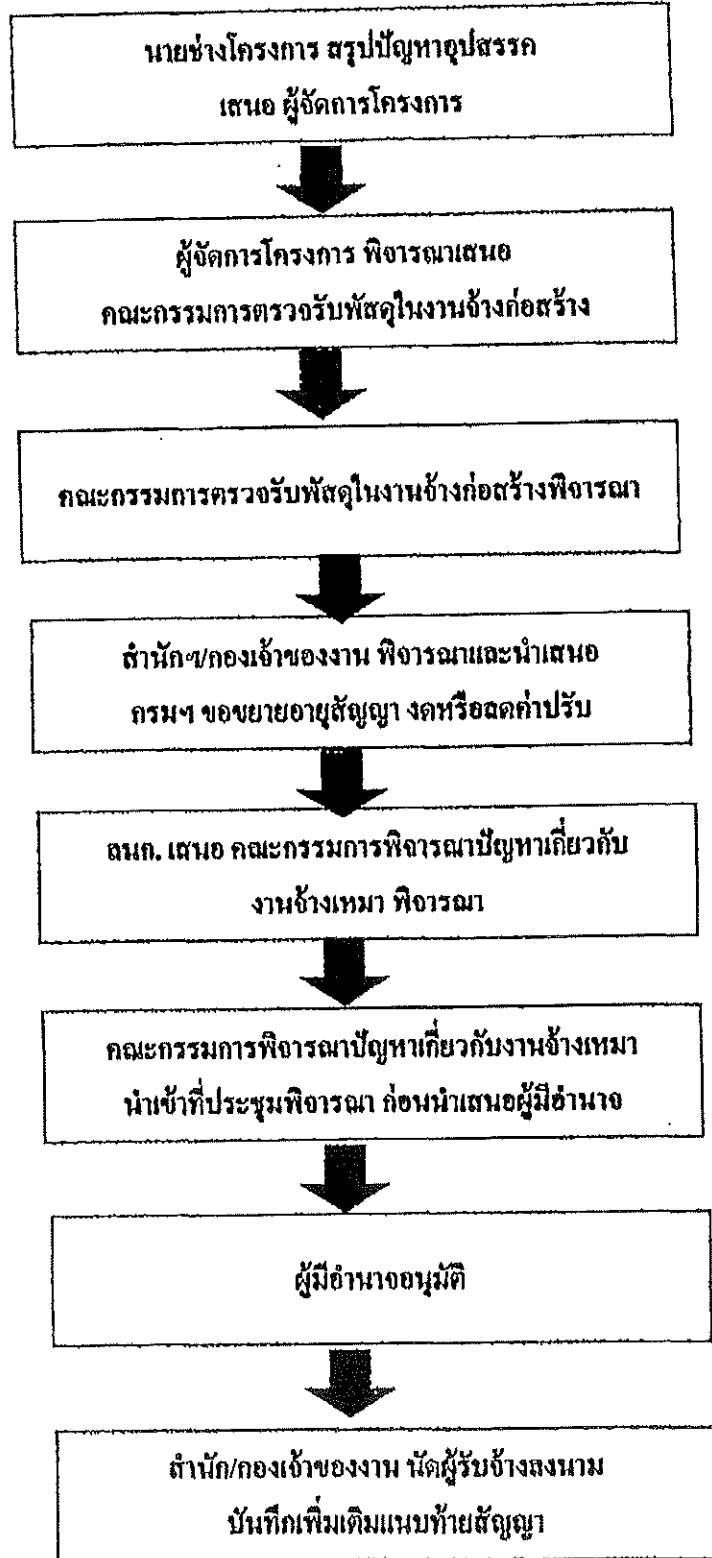 นายช่างโครงการ สรุปปัญหาอุปสรรค
เสนอ ผู้จัดการโครงการ
ผู้จัดการโครงการ พิจารณาเสนอ
คณะกรรมการตรวจรับพัสดุในงานจ้างก่อสร้าง
คณะกรรมการตรวจรับพัสดุในงานจ้างก่อสร้างพิจารณา
สำนักฯ/กองเจ้าของงาน พิจารณาและนำเสนอ
กรมฯ ขอขยายอายุสัญญา งดหรือลดค่าปรับ
ลนก. เสนอ คณะกรรมการพิจารณาปัญหาเกี่ยวกับ
งานจ้างเหมา พิจารณา
คณะกรรมการพิจารณาปัญหาเกี่ยวกับงานจ้างเหมา
นำเข้าที่ประชุมพิจารณา ก่อนนำเสนอผู้มีอำนาจ
ผู้มีอำนาจอนุมัติ
สำนัก/กองเจ้าของงาน นัดผู้รับจ้างลงนาม
บันทึกเพิ่มเติมแนบท้ายสัญญา